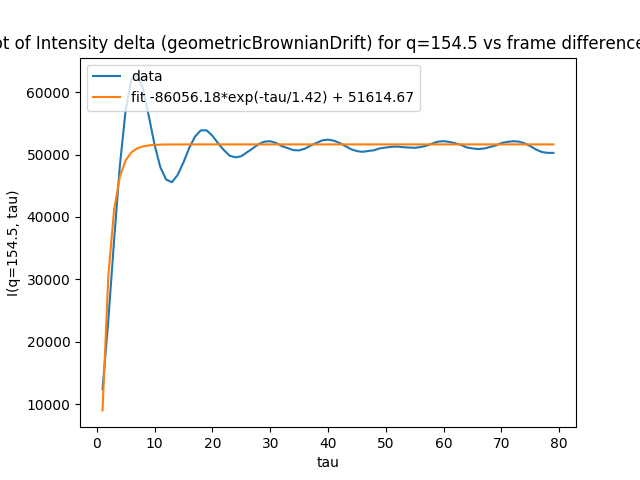 of Intensity delta (geometricBrownianDrift) for q=154.5 vs frame difference
data
fit -86056.18*exp(-tau/1.42) + 51614.67
I(q=154.5, tau)
60000
50000
40000
30000
20000
10000
0 10 20 30 40 50 60 70 80
tau